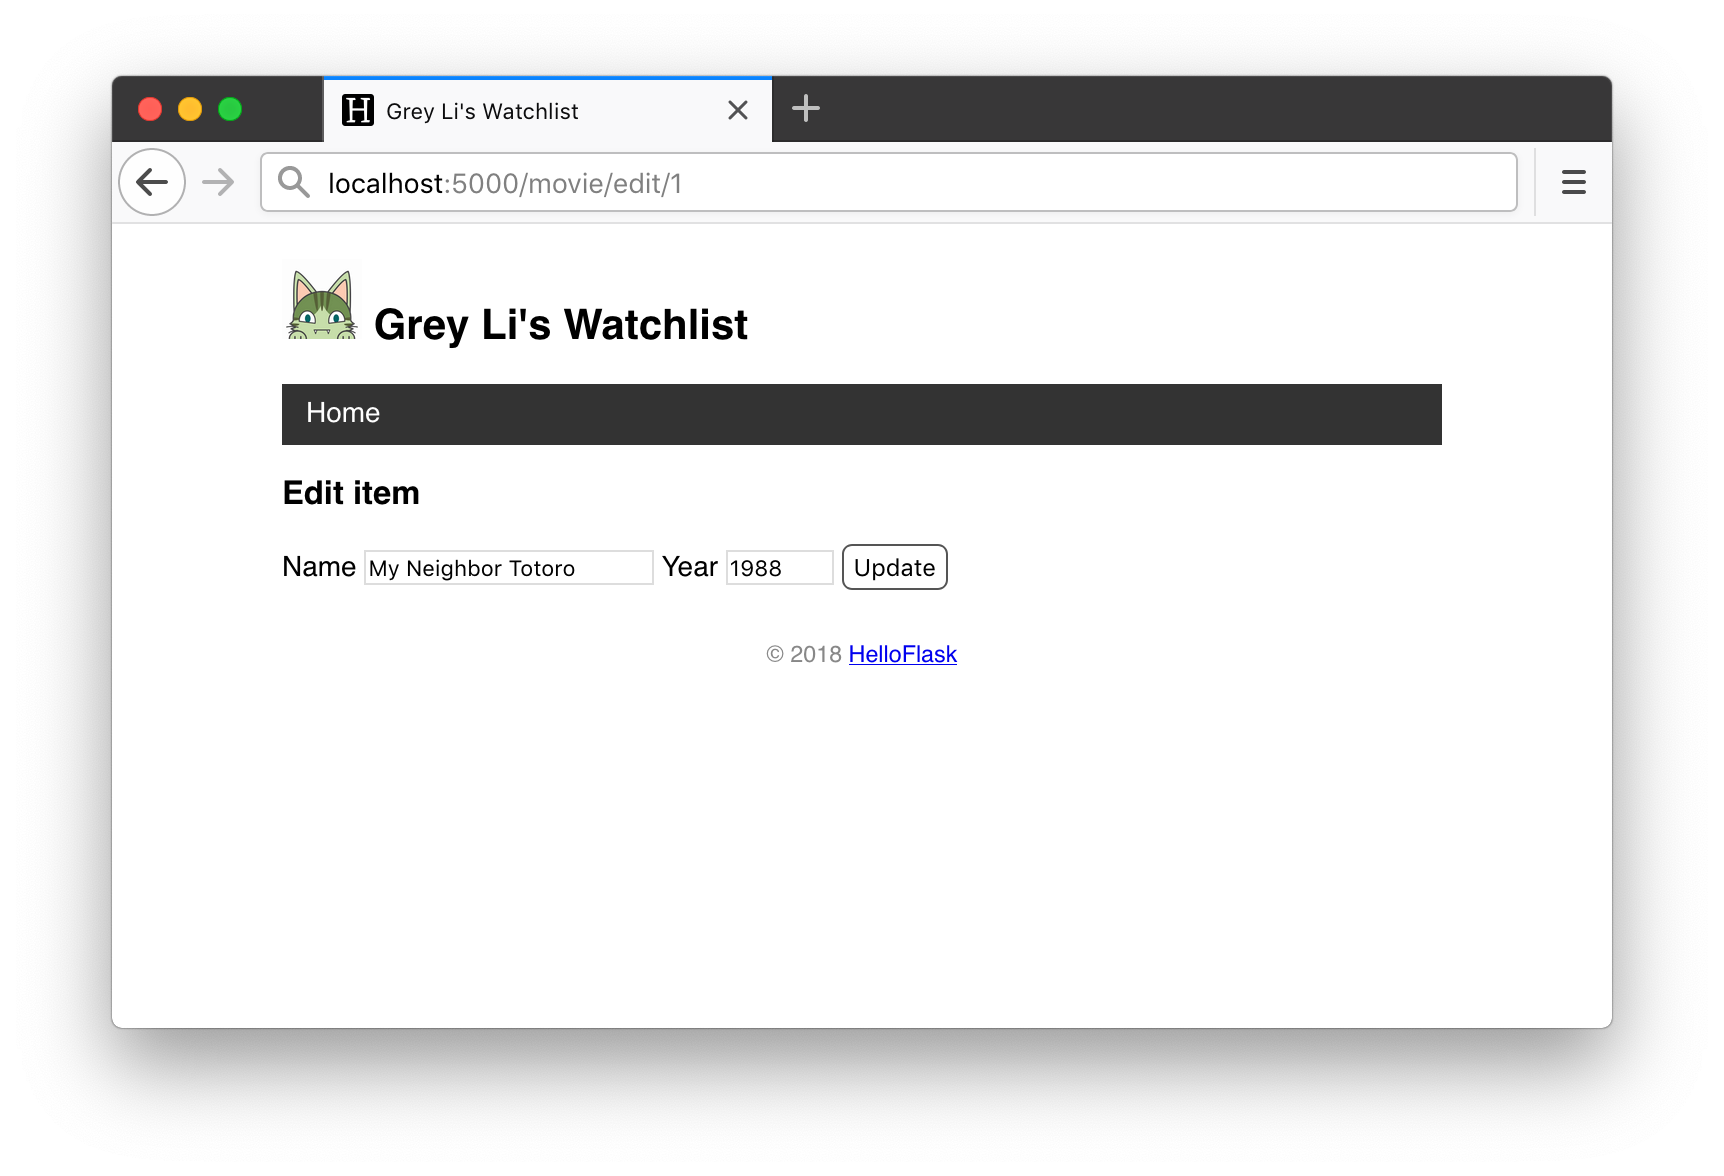 H Grey Li's Watchlist
localhost:5000/movie/edit/1
Grey Li's Watchlist
Home
Edit item
Name My Neighbor Totoro Year 1988 Update
© 2018 HelloFlask